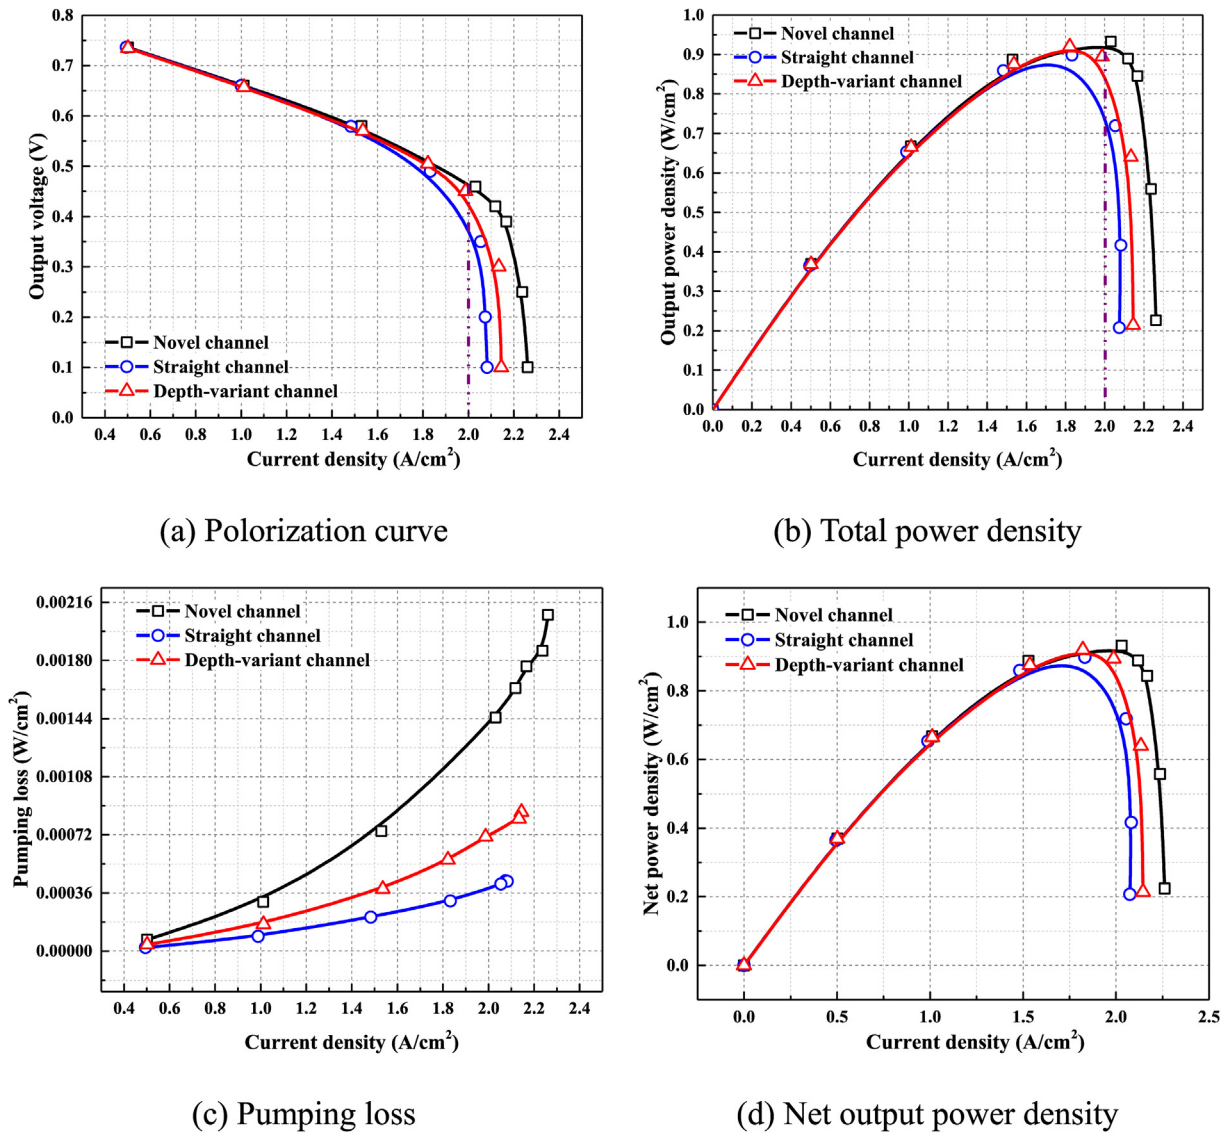 0.8
0.7
0.6
0.5
0.4
0.3
0.2
0.1
0.0
Output voltage (V)
Novel channel
Straight channel
Depth-variant channel
0.4 0.6 0.8 1.0 1.2 1.4 1.6 1.8 2.0 2.2 2.4
Current density (A/cm²)
(a) Polorization curve
1.0
0.9
0.8
0.7
0.6
0.5
0.4
0.3
0.2
0.1
0.0
Output power density (W/cm²)
Novel channel
Straight channel
Depth-variant channel
0.0 0.2 0.4 0.6 0.8 1.0 1.2 1.4 1.6 1.8 2.0 2.2 2.4
Current density (A/cm²)
(b) Total power density
0.00216
0.00180
0.00144
0.00108
0.00072
0.00036
0.00000
Pumping loss (W/cm²)
Novel channel
Straight channel
Depth-variant channel
0.4 0.6 0.8 1.0 1.2 1.4 1.6 1.8 2.0 2.2 2.4
Current density (A/cm²)
(c) Pumping loss
1.0
0.8
0.6
0.4
0.2
0.0
Net power density (W/cm²)
Novel channel
Straight channel
Depth-variant channel
0.0 0.5 1.0 1.5 2.0 2.5
Current density (A/cm²)
(d) Net output power density